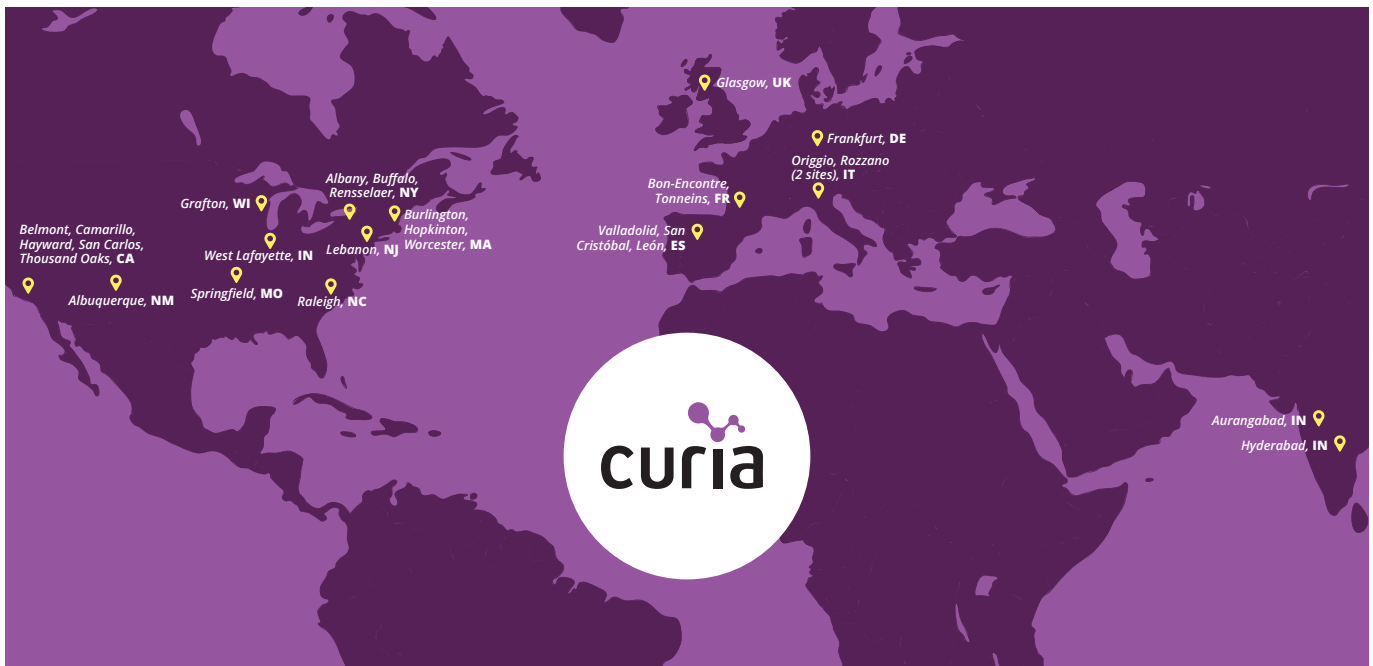 Glasgow, UK
Frankfurt, DE
Origgio, Rozzano
(2 sites), IT
Bon-Encontre,
Tonneins, FR
Valladolid, San
Cristóbal, León, ES
Albany, Buffalo,
Rensselaer, NY
Grafton, WI
Burlington,
Hopkinton,
Worcester, MA
Belmont, Camarillo,
Hayward, San Carlos,
Thousand Oaks, CA
West Lafayette, IN
Lebanon, NJ
Albuquerque, NM
Springfield, MO
Raleigh, NC
Aurangabad, IN
Hyderabad, IN
curia